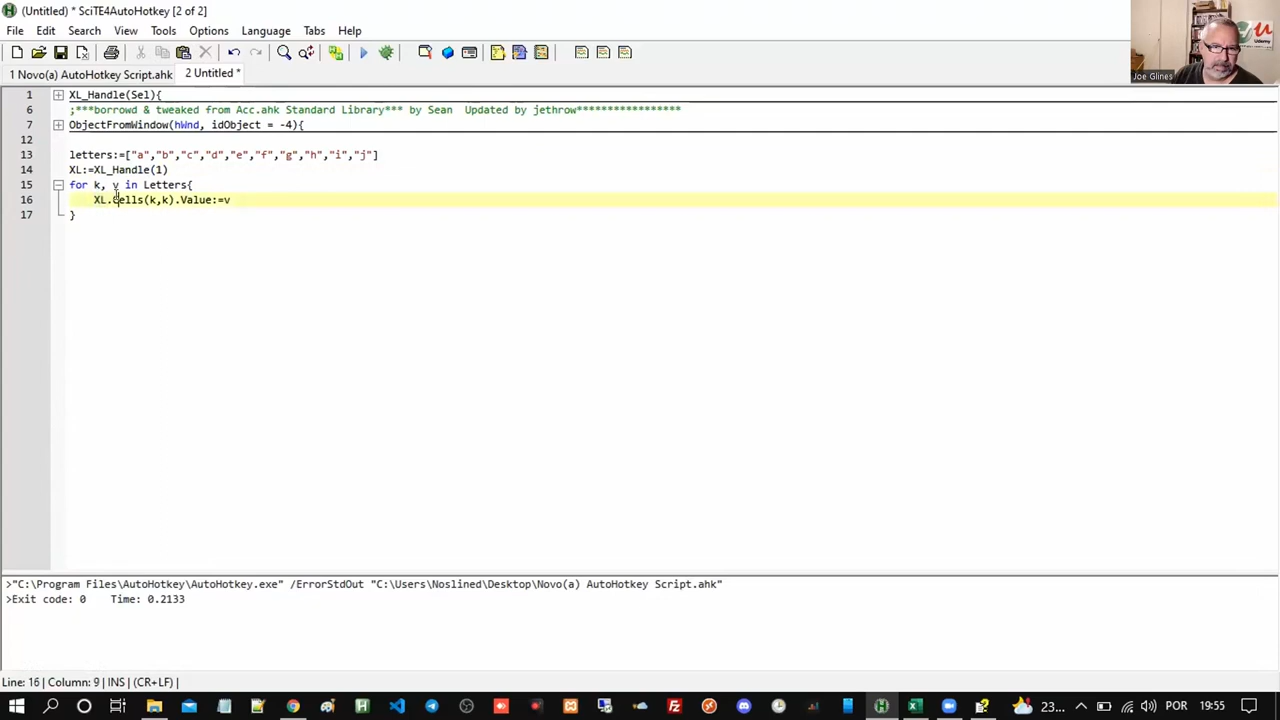 (Untitled) * SciTE4AutoHotkey [2 of 2]
File Edit Search View Tools Options Language Tabs Help
1 Novo(a) AutoHotkey Script.ahk 2 Untitled *
Udemy
Joe Glines
1 XL_Handle(Sel){
6 ;***borrowd & tweaked from Acc.ahk Standard Library*** by Sean  Updated by jethrow*****************
7 ObjectFromWindow(hWnd, idObject = -4){
12
13 letters:=["a","b","c","d","e","f","g","h","i","j"]
14 XL:=XL_Handle(1)
15 for k, v in Letters{
16 XL.Cells(k,k).Value:=v
17 }
>"C:\Program Files\AutoHotkey\AutoHotkey.exe" /ErrorStdOut "C:\Users\Noslined\Desktop\Novo(a) AutoHotkey Script.ahk"
>Exit code: 0    Time: 0.2133
Line: 16 | Column: 9 | INS | (CR+LF) |
23... POR 19:55